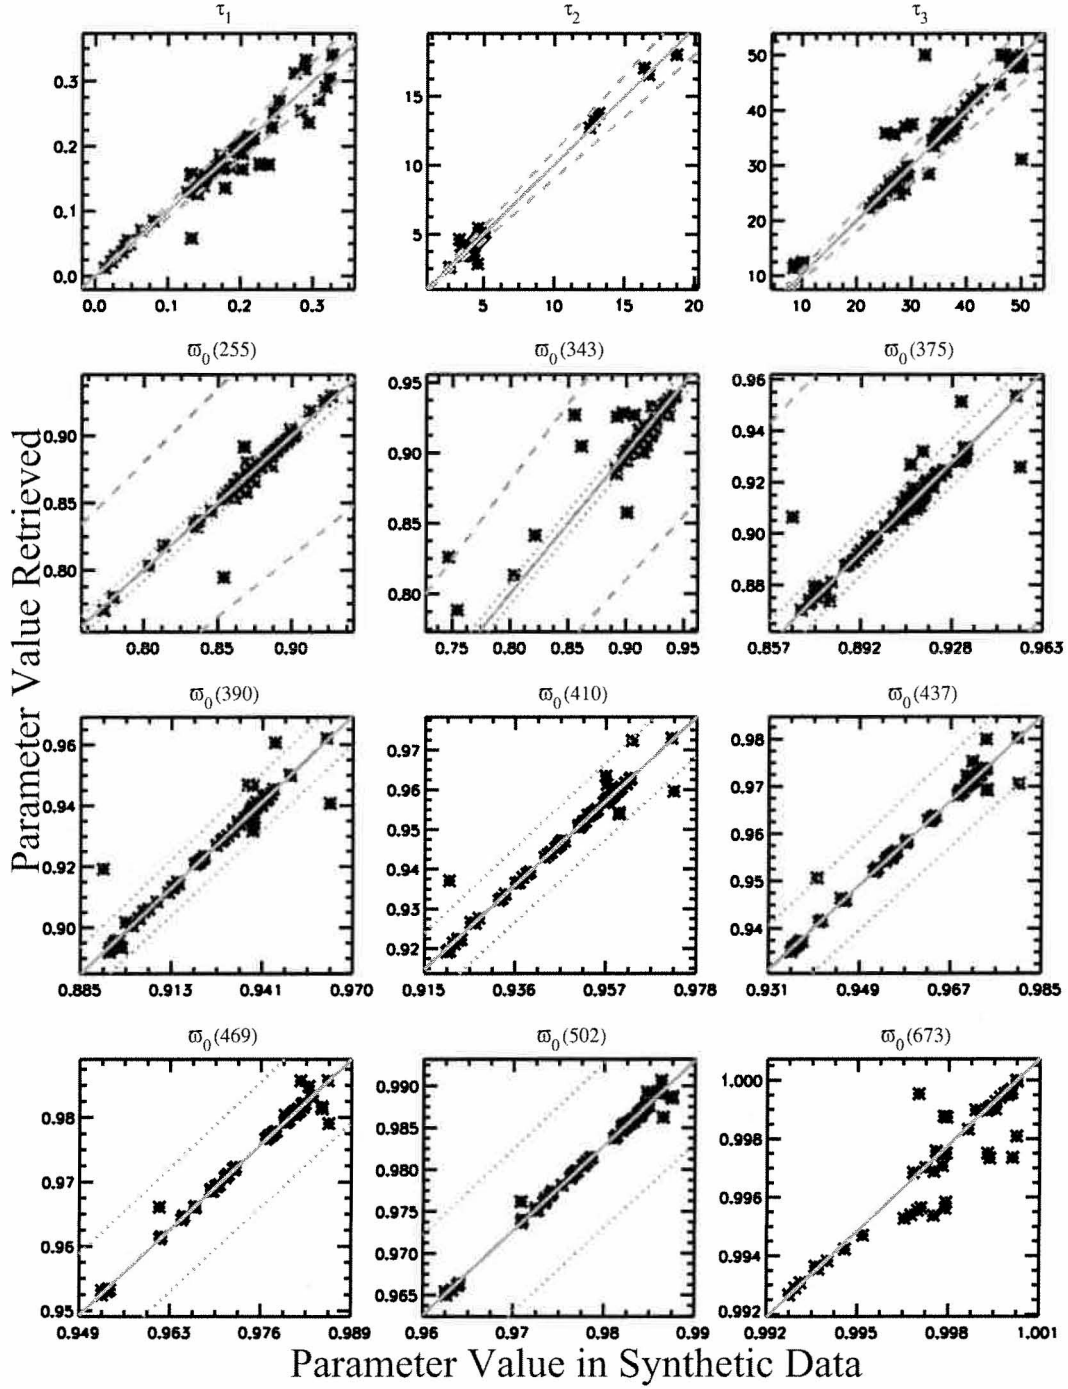 τ1 τ2 τ3
0.3 0.2 0.1 0.0
15 10 5
50 40 30 20 10
0.0 0.1 0.2 0.3
5 10 15 20
10 20 30 40 50
ϖ0(255) ϖ0(343) ϖ0(375)
0.90 0.85 0.80
0.95 0.90 0.85 0.80
0.96 0.94 0.92 0.90 0.88
0.80 0.85 0.90
0.75 0.80 0.85 0.90 0.95
0.857 0.892 0.928 0.963
Parameter Value Retrieved
ϖ0(390) ϖ0(410) ϖ0(437)
0.96 0.94 0.92 0.90
0.97 0.96 0.95 0.94 0.93 0.92
0.98 0.97 0.96 0.95 0.94
0.885 0.913 0.941 0.970
0.915 0.936 0.957 0.978
0.931 0.949 0.967 0.985
ϖ0(469) ϖ0(502) ϖ0(673)
0.98 0.97 0.96 0.95
0.990 0.985 0.980 0.975 0.970 0.965
1.000 0.998 0.996 0.994 0.992
0.949 0.963 0.976 0.989
0.96 0.97 0.98 0.99
0.992 0.995 0.998 1.001
Parameter Value in Synthetic Data